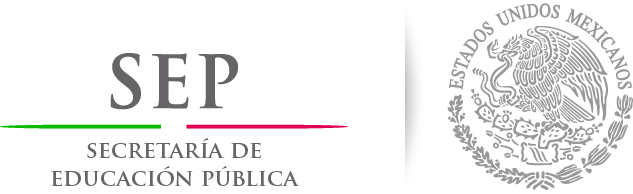 SEP
SECRETARÍA DE
EDUCACIÓN PÚBLICA
ESTADOS UNIDOS MEXICANOS